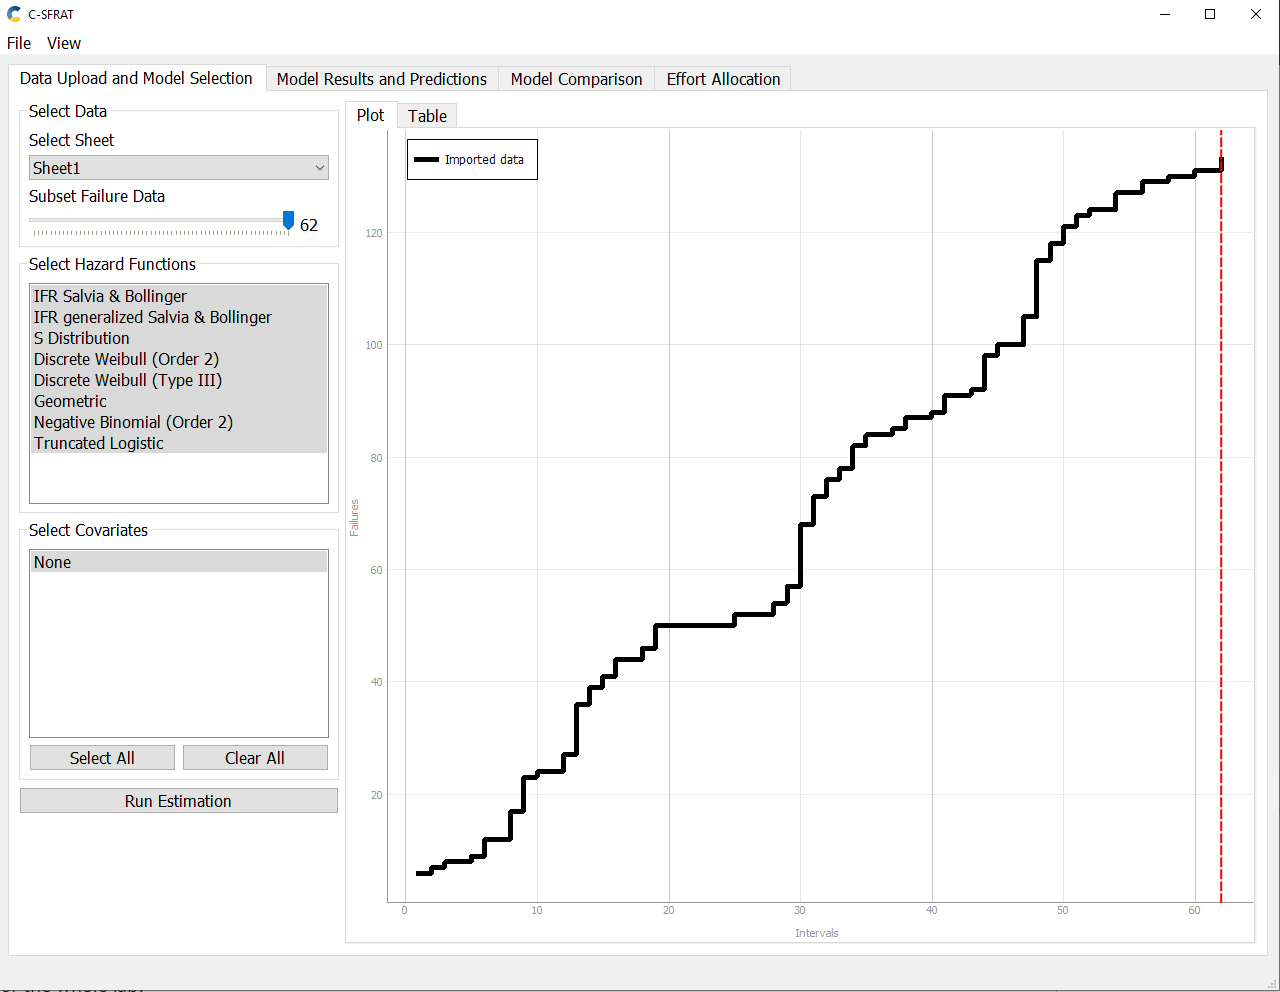 C-SFRAT
File View
Data Upload and Model Selection Model Results and Predictions Model Comparison Effort Allocation
Select Data
Select Sheet
Sheet1
Subset Failure Data
62
Select Hazard Functions
IFR Salvia & Bollinger
IFR generalized Salvia & Bollinger
S Distribution
Discrete Weibull (Order 2)
Discrete Weibull (Type III)
Geometric
Negative Binomial (Order 2)
Truncated Logistic
Select Covariates
None
Select All Clear All
Run Estimation
Plot Table
Imported data
120
100
80
60
40
20
Failures
0 10 20 30 40 50 60
Intervals